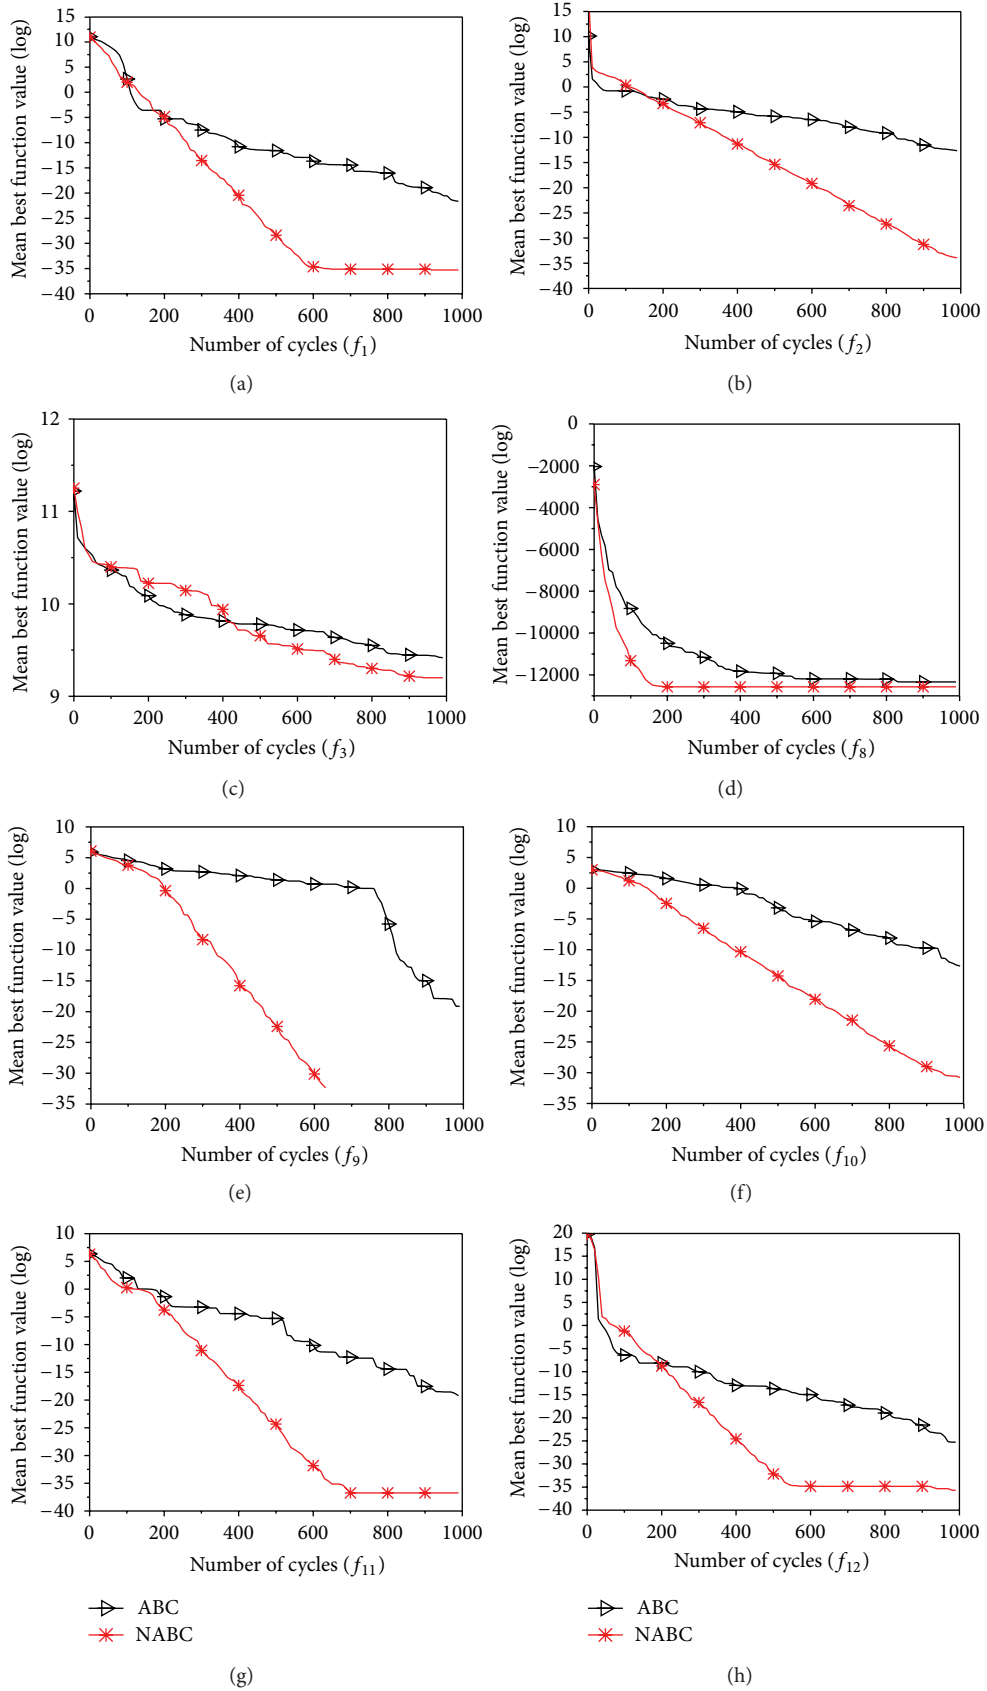 Mean best function value (log)
15
10
5
0
−5
−10
−15
−20
−25
−30
−35
−40
0 200 400 600 800 1000
Number of cycles (f1)
(a)
Mean best function value (log)
15
10
5
0
−5
−10
−15
−20
−25
−30
−35
−40
0 200 400 600 800 1000
Number of cycles (f2)
(b)
Mean best function value (log)
12
11
10
9
0 200 400 600 800 1000
Number of cycles (f3)
(c)
Mean best function value (log)
0
−2000
−4000
−6000
−8000
−10000
−12000
0 200 400 600 800 1000
Number of cycles (f8)
(d)
Mean best function value (log)
10
5
0
−5
−10
−15
−20
−25
−30
−35
0 200 400 600 800 1000
Number of cycles (f9)
(e)
Mean best function value (log)
10
5
0
−5
−10
−15
−20
−25
−30
−35
0 200 400 600 800 1000
Number of cycles (f10)
(f)
Mean best function value (log)
10
5
0
−5
−10
−15
−20
−25
−30
−35
−40
0 200 400 600 800 1000
Number of cycles (f11)
ABC
NABC
(g)
Mean best function value (log)
20
15
10
5
0
−5
−10
−15
−20
−25
−30
−35
−40
0 200 400 600 800 1000
Number of cycles (f12)
ABC
NABC
(h)